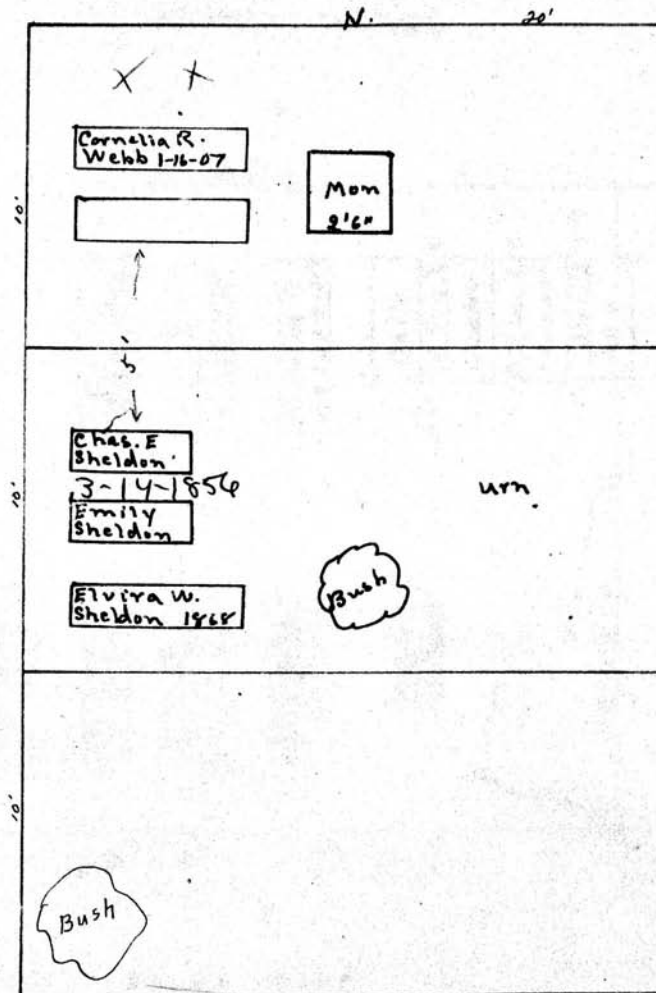 N. 20'
X X
Cornelia R.
Webb 1-16-07
Mon
2'6"
10'
5'
Chas. E
Sheldon
3-14-1856
Emily
Sheldon
10'
urn
Elvira W.
Sheldon 1868
Bush
10'
Bush